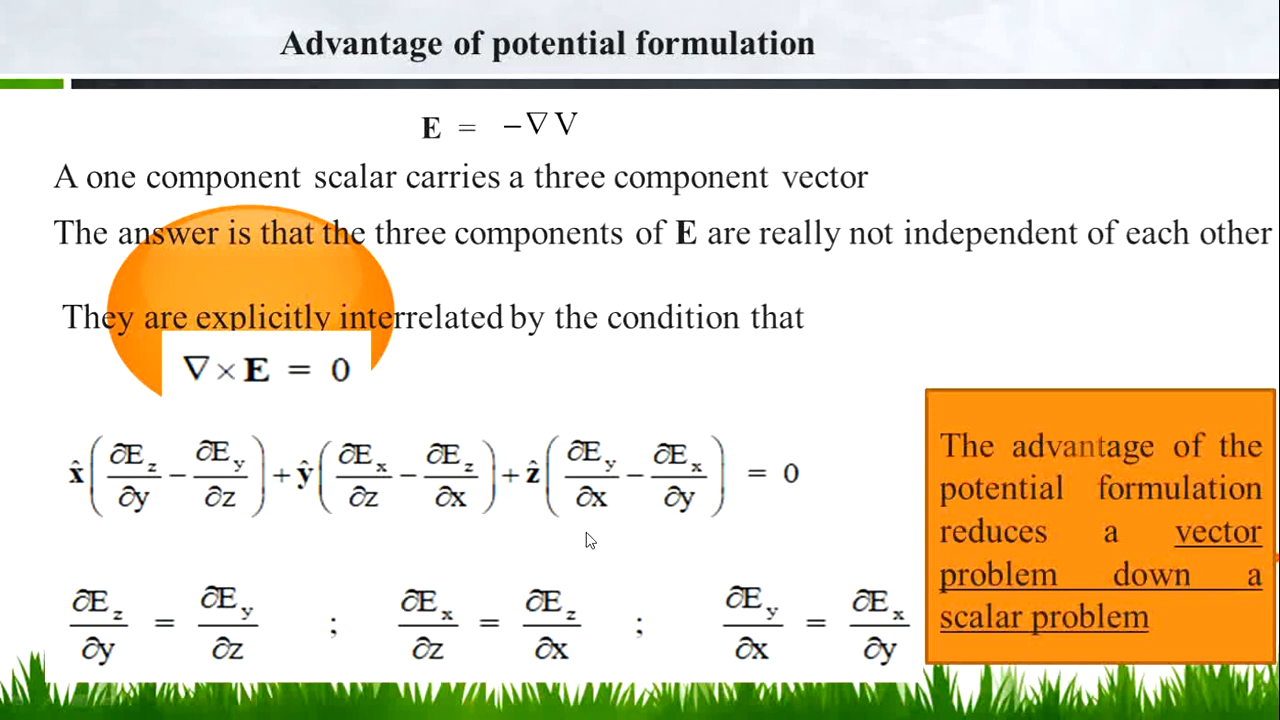 Advantage of potential formulation
E = −∇V
A one component scalar carries a three component vector
The answer is that the three components of E are really not independent of each other
They are explicitly interrelated by the condition that
∇×E = 0
x̂(∂E_z/∂y − ∂E_y/∂z) + ŷ(∂E_x/∂z − ∂E_z/∂x) + ẑ(∂E_y/∂x − ∂E_x/∂y) = 0
∂E_z/∂y = ∂E_y/∂z ; ∂E_x/∂z = ∂E_z/∂x ; ∂E_y/∂x = ∂E_x/∂y
The advantage of the
potential formulation
reduces a vector
problem down a
scalar problem